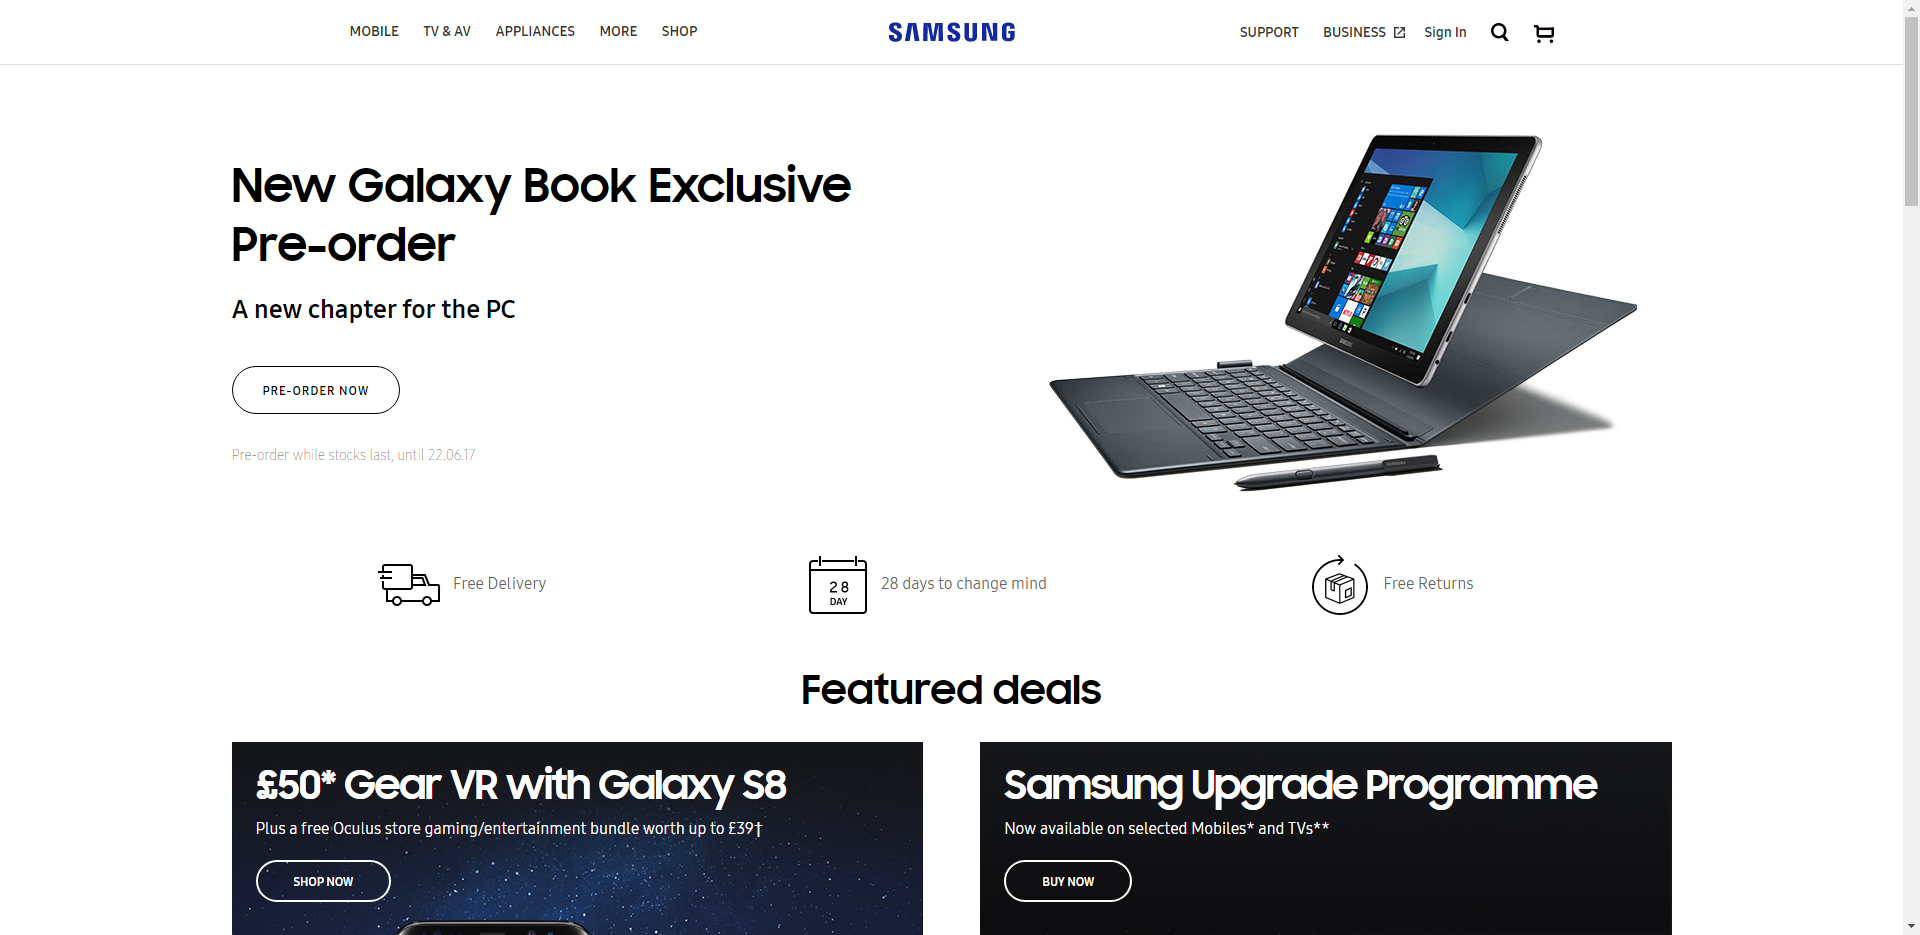 MOBILE TV & AV APPLIANCES MORE SHOP SAMSUNG SUPPORT BUSINESS Sign In
New Galaxy Book Exclusive
Pre-order
A new chapter for the PC
PRE-ORDER NOW
Pre-order while stocks last, until 22.06.17
SAMSUNG
SAMSUNG
Free Delivery
28
DAY
28 days to change mind
Free Returns
Featured deals
£50* Gear VR with Galaxy S8
Plus a free Oculus store gaming/entertainment bundle worth up to £39†
SHOP NOW
Samsung Upgrade Programme
Now available on selected Mobiles* and TVs**
BUY NOW